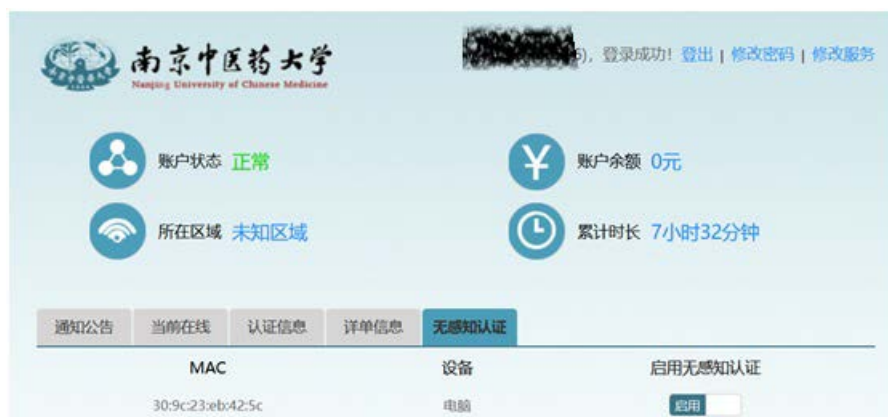 南京中医药大学
Nanjing University of Chinese Medicine
), 登录成功! 登出 | 修改密码 | 修改服务
账户状态 正常
¥ 账户余额 0元
所在区域 未知区域
累计时长 7小时32分钟
通知公告 当前在线 认证信息 详单信息 无感知认证
MAC 设备 启用无感知认证
30:9c:23:eb:42:5c 电脑 启用